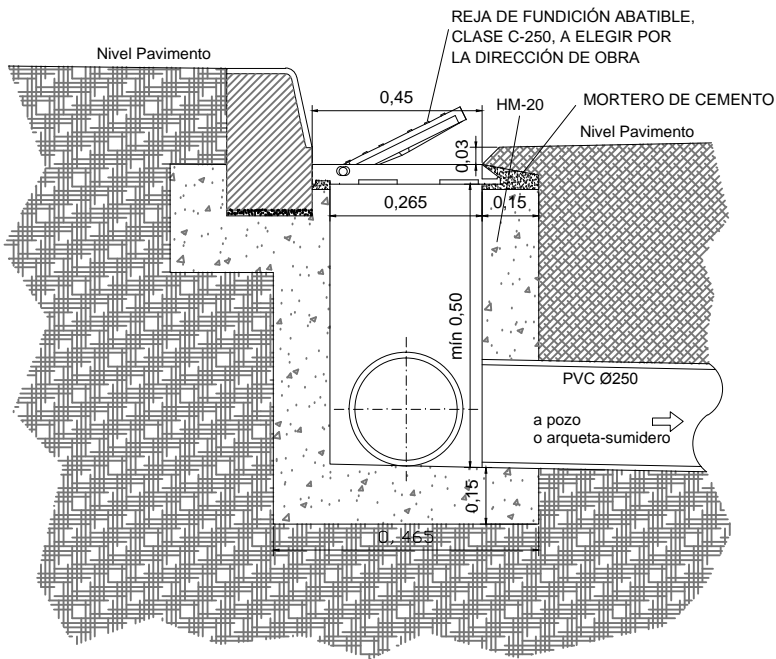 REJA DE FUNDICIÓN ABATIBLE,
CLASE C-250, A ELEGIR POR
LA DIRECCIÓN DE OBRA
Nivel Pavimento
0,45
HM-20
MORTERO DE CEMENTO
Nivel Pavimento
0,03
0,265
0,15
mín 0,50
PVC Ø250
a pozo
o arqueta-sumidero
0,15
0,465